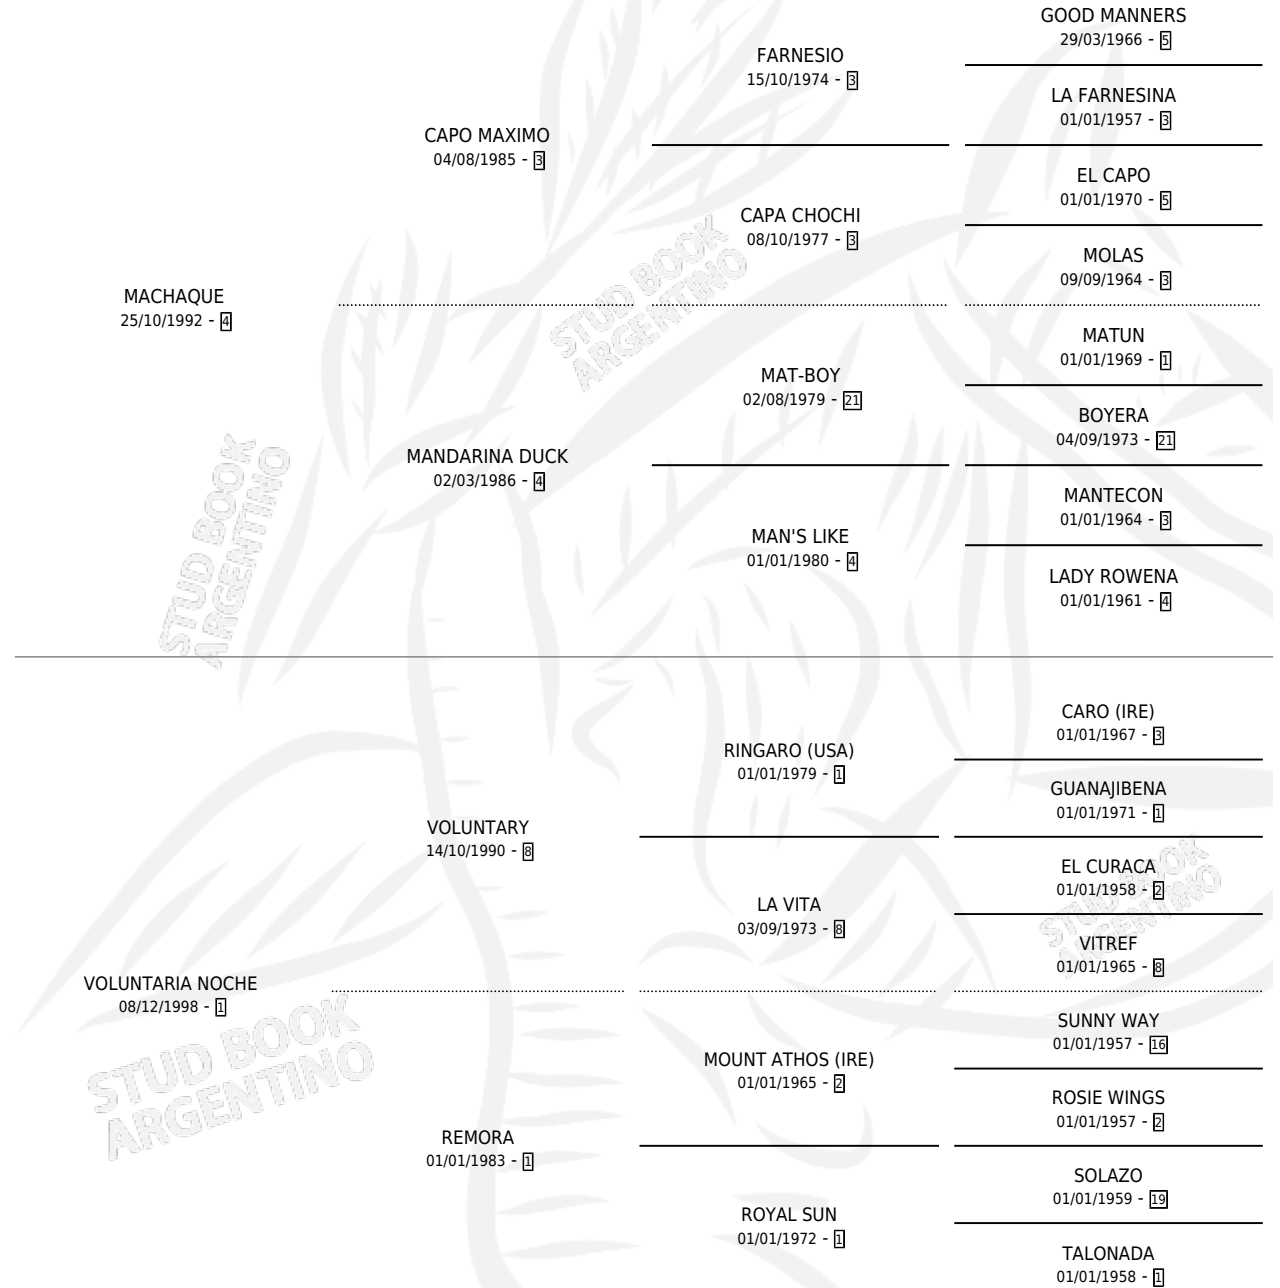 GOOD MANNERS
29/03/1966 - 5
FARNESIO
15/10/1974 - 3
LA FARNESINA
01/01/1957 - 3
CAPO MAXIMO
04/08/1985 - 3
EL CAPO
01/01/1970 - 5
CAPA CHOCHI
08/10/1977 - 3
MOLAS
09/09/1964 - 3
MACHAQUE
25/10/1992 - 4
STUD BOOK
ARGENTINO
MATUN
01/01/1969 - 1
MAT-BOY
02/08/1979 - 21
BOYERA
04/09/1973 - 21
MANDARINA DUCK
02/03/1986 - 4
MANTECON
01/01/1964 - 3
MAN'S LIKE
01/01/1980 - 4
LADY ROWENA
01/01/1961 - 4
STUD BOOK
ARGENTINO
CARO (IRE)
01/01/1967 - 3
RINGARO (USA)
01/01/1979 - 1
GUANAJIBENA
01/01/1971 - 1
VOLUNTARY
14/10/1990 - 8
EL CURACA
01/01/1958 - 2
LA VITA
03/09/1973 - 8
STUD BOOK
ARGENTINO
VITREF
01/01/1965 - 8
VOLUNTARIA NOCHE
08/12/1998 - 1
SUNNY WAY
01/01/1957 - 16
MOUNT ATHOS (IRE)
01/01/1965 - 2
STUD BOOK
ARGENTINO
ROSIE WINGS
01/01/1957 - 2
REMORA
01/01/1983 - 1
SOLAZO
01/01/1959 - 19
ROYAL SUN
01/01/1972 - 1
TALONADA
01/01/1958 - 1